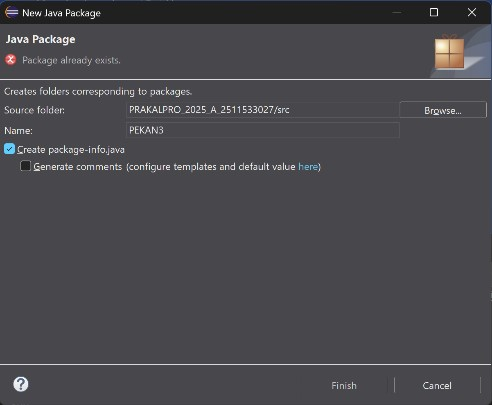 New Java Package
Java Package
Package already exists.
Creates folders corresponding to packages.
Source folder: PRAKALPRO_2025_A_2511533027/src Browse...
Name: PEKAN3
Create package-info.java
Generate comments (configure templates and default value here)
? Finish Cancel